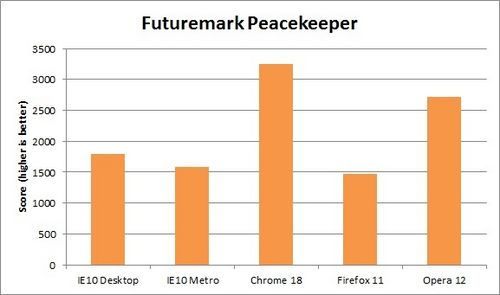 Futuremark Peacekeeper
Score (higher is better)
3500
3000
2500
2000
1500
1000
500
0
IE10 Desktop
IE10 Metro
Chrome 18
Firefox 11
Opera 12